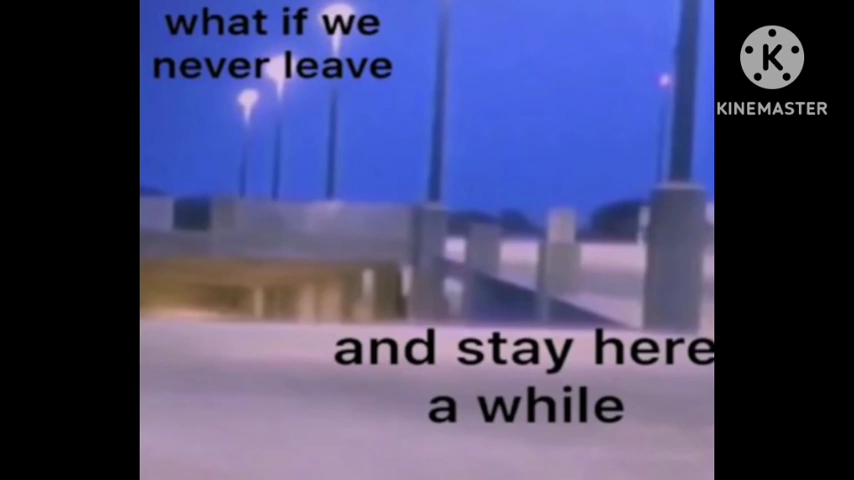 what if we
never leave
K
KINEMASTER
and stay here
a while